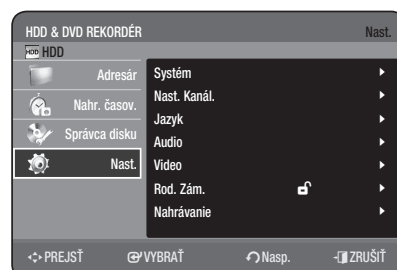 HDD & DVD REKORDÉR Nast.
HDD HDD
Adresár
Nahr. časov.
Správca disku
Nast.
Systém
Nast. Kanál.
Jazyk
Audio
Video
Rod. Zám.
Nahrávanie
PREJSŤ VYBRAŤ Nasp. ZRUŠIŤ